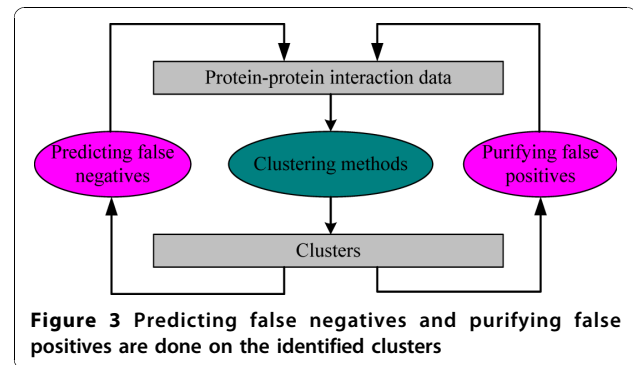 Protein-protein interaction data
Predicting false
negatives
Clustering methods
Purifying false
positives
Clusters
Figure 3 Predicting false negatives and purifying false
positives are done on the identified clusters